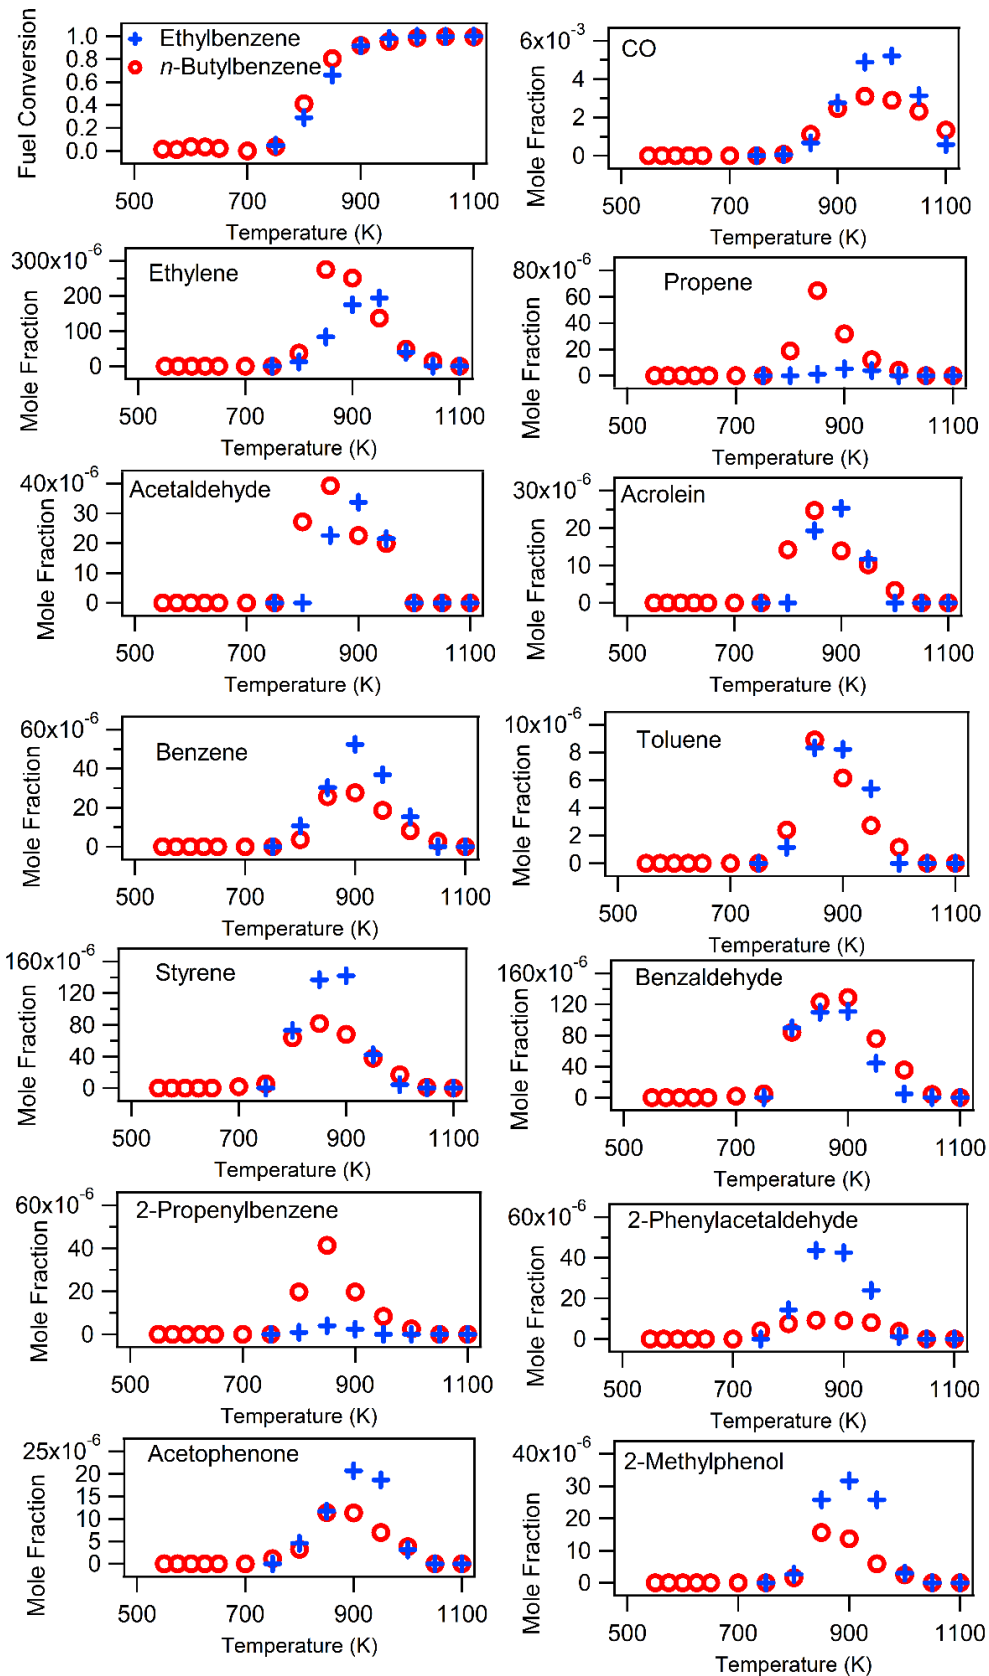 Fuel Conversion
1.0
0.8
0.6
0.4
0.2
0.0
Ethylbenzene
n-Butylbenzene
500 700 900 1100
Temperature (K)
Mole Fraction
6x10-3
4
2
0
CO
500 700 900 1100
Temperature (K)
Mole Fraction
300x10-6
200
100
0
Ethylene
500 700 900 1100
Temperature (K)
Mole Fraction
80x10-6
60
40
20
0
Propene
500 700 900 1100
Temperature (K)
Mole Fraction
40x10-6
30
20
10
0
Acetaldehyde
500 700 900 1100
Temperature (K)
Mole Fraction
30x10-6
20
10
0
Acrolein
500 700 900 1100
Temperature (K)
Mole Fraction
60x10-6
40
20
0
Benzene
500 700 900 1100
Temperature (K)
Mole Fraction
10x10-6
8
6
4
2
0
Toluene
500 700 900 1100
Temperature (K)
Mole Fraction
160x10-6
120
80
40
0
Styrene
500 700 900 1100
Temperature (K)
Mole Fraction
160x10-6
120
80
40
0
Benzaldehyde
500 700 900 1100
Temperature (K)
Mole Fraction
60x10-6
40
20
0
2-Propenylbenzene
500 700 900 1100
Temperature (K)
Mole Fraction
60x10-6
40
20
0
2-Phenylacetaldehyde
500 700 900 1100
Temperature (K)
Mole Fraction
25x10-6
20
15
10
5
0
Acetophenone
500 700 900 1100
Temperature (K)
Mole Fraction
40x10-6
30
20
10
0
2-Methylphenol
500 700 900 1100
Temperature (K)